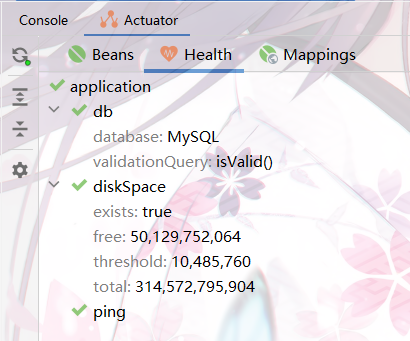 Console Actuator
Beans Health Mappings
application
db
database: MySQL
validationQuery: isValid()
diskSpace
exists: true
free: 50,129,752,064
threshold: 10,485,760
total: 314,572,795,904
ping